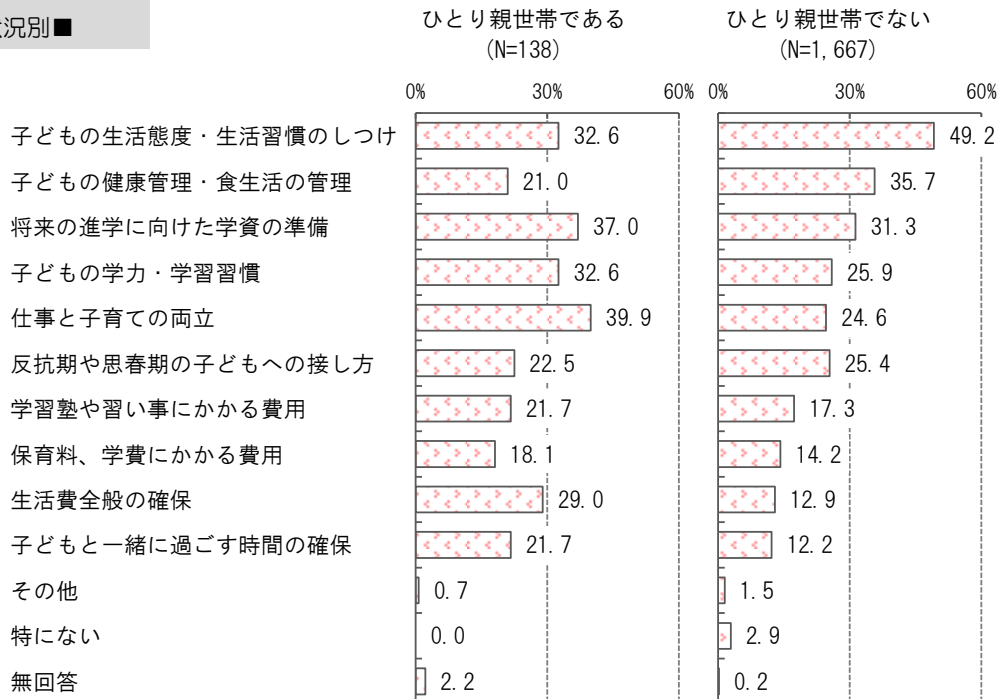 況別■
ひとり親世帯である ひとり親世帯でない
(N=138) (N=1,667)
0% 30% 60% 0% 30% 60%
子どもの生活態度・生活習慣のしつけ 32.6 49.2
子どもの健康管理・食生活の管理 21.0 35.7
将来の進学に向けた学資の準備 37.0 31.3
子どもの学力・学習習慣 32.6 25.9
仕事と子育ての両立 39.9 24.6
反抗期や思春期の子どもへの接し方 22.5 25.4
学習塾や習い事にかかる費用 21.7 17.3
保育料、学費にかかる費用 18.1 14.2
生活費全般の確保 29.0 12.9
子どもと一緒に過ごす時間の確保 21.7 12.2
その他 0.7 1.5
特にない 0.0 2.9
無回答 2.2 0.2